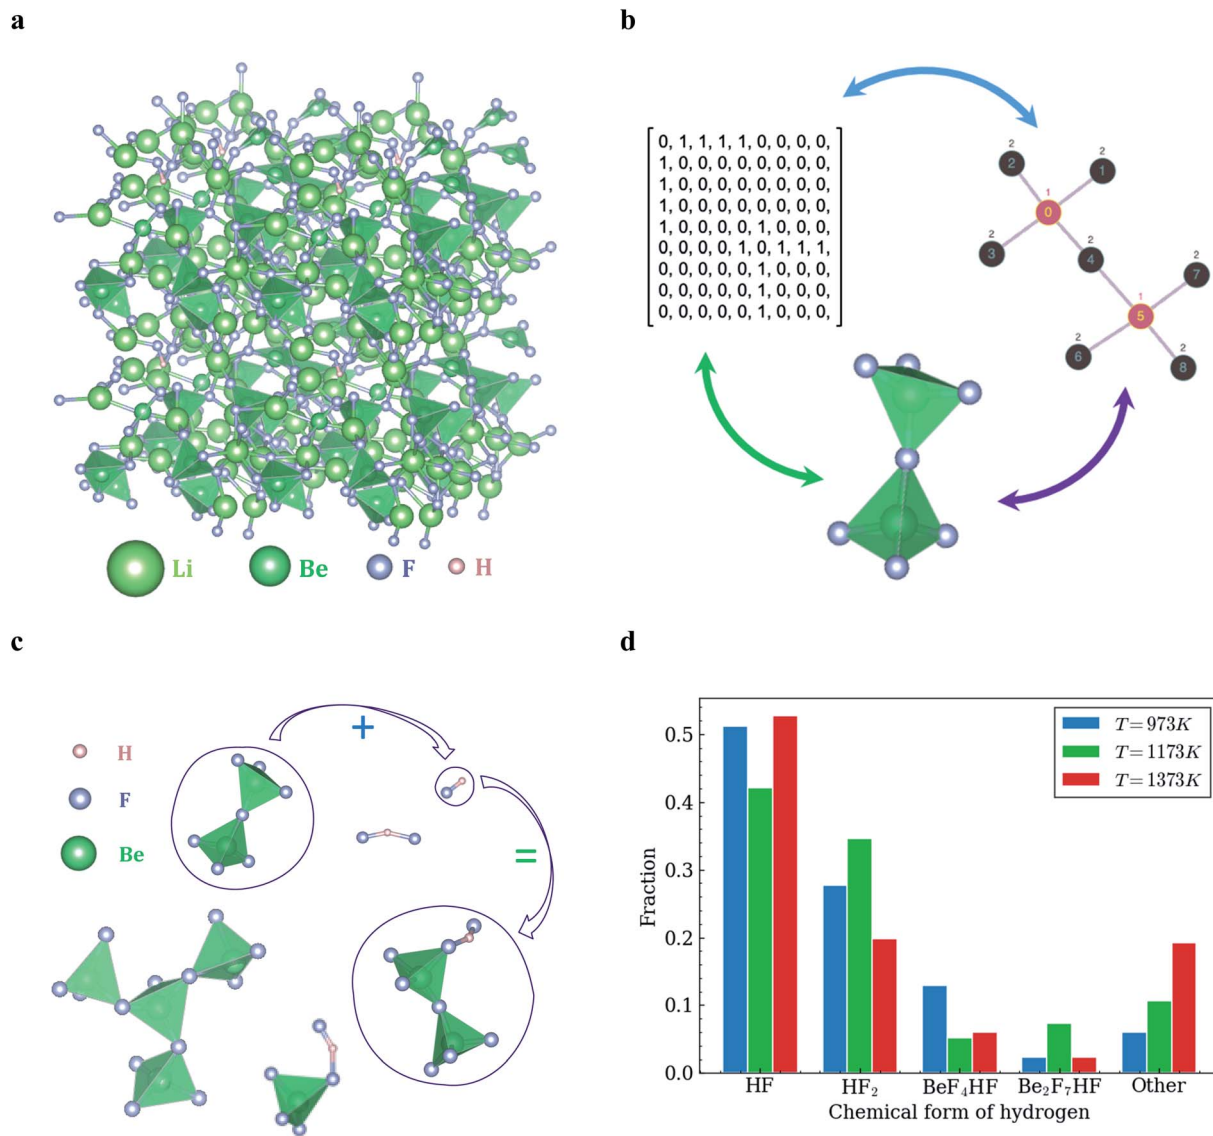 a
b
0, 1, 1, 1, 1, 0, 0, 0, 0,
1, 0, 0, 0, 0, 0, 0, 0, 0,
1, 0, 0, 0, 0, 0, 0, 0, 0,
1, 0, 0, 0, 0, 0, 0, 0, 0,
1, 0, 0, 0, 0, 1, 0, 0, 0,
0, 0, 0, 0, 1, 0, 1, 1, 1,
0, 0, 0, 0, 0, 1, 0, 0, 0,
0, 0, 0, 0, 0, 1, 0, 0, 0,
0, 0, 0, 0, 0, 1, 0, 0, 0,
2 2
2 1
1
0
2 2
3 4
2
7
1
5
2 2
6 8
Li Be F H
c
+
=
H
F
Be
d
T = 973K
T = 1173K
T = 1373K
Fraction
0.5
0.4
0.3
0.2
0.1
0.0
HF HF₂ BeF₄HF Be₂F₇HF Other
Chemical form of hydrogen